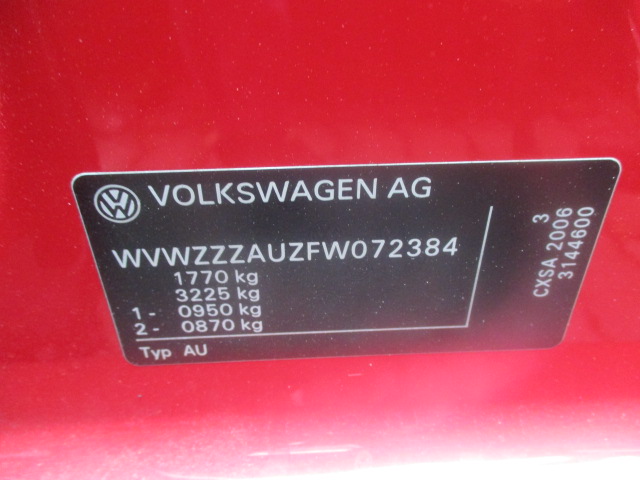 VOLKSWAGEN AG
WVWZZZAUZFW072384
1770 kg
3225 kg
1 - 0950 kg
2 - 0870 kg
Typ AU
3
CXSA 2006
3144600